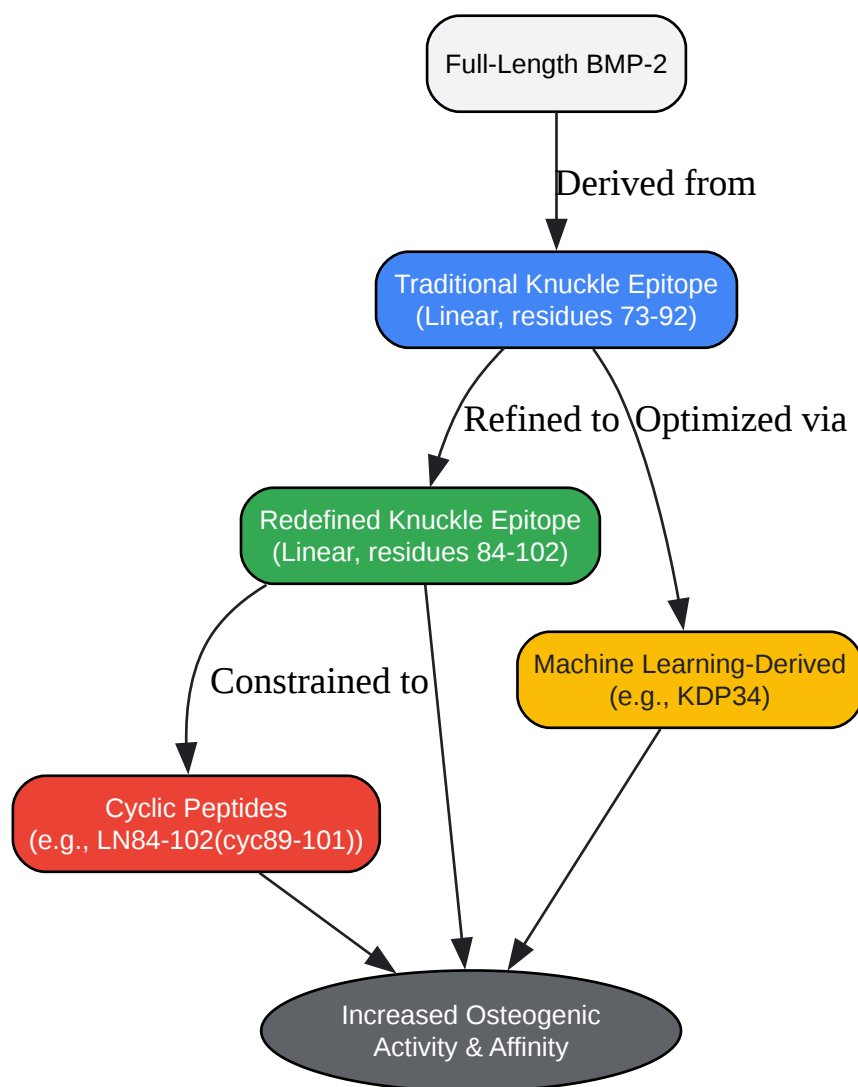 Full-Length BMP-2
Derived from
Traditional Knuckle Epitope
(Linear, residues 73-92)
Refined to
Optimized via
Redefined Knuckle Epitope
(Linear, residues 84-102)
Machine Learning-Derived
(e.g., KDP34)
Constrained to
Cyclic Peptides
(e.g., LN84-102(cyc89-101))
Increased Osteogenic
Activity & Affinity